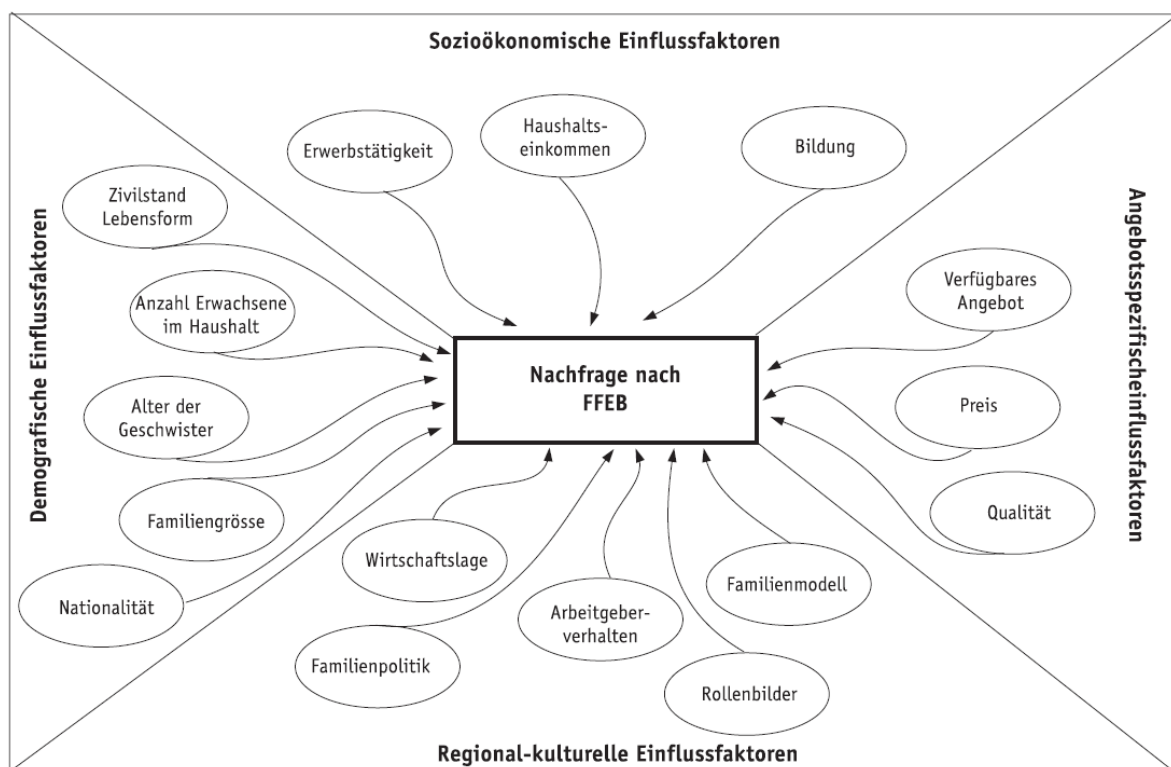 Sozioökonomische Einflussfaktoren
Erwerbstätigkeit
Haushalts-
einkommen
Bildung
Demografische Einflussfaktoren
Zivilstand
Lebensform
Anzahl Erwachsene
im Haushalt
Alter der
Geschwister
Familiengrösse
Nationalität
Nachfrage nach
FFEB
Angebotsspezifischeinflussfaktoren
Verfügbares
Angebot
Preis
Qualität
Wirtschaftslage
Familienpolitik
Arbeitgeber-
verhalten
Familienmodell
Rollenbilder
Regional-kulturelle Einflussfaktoren